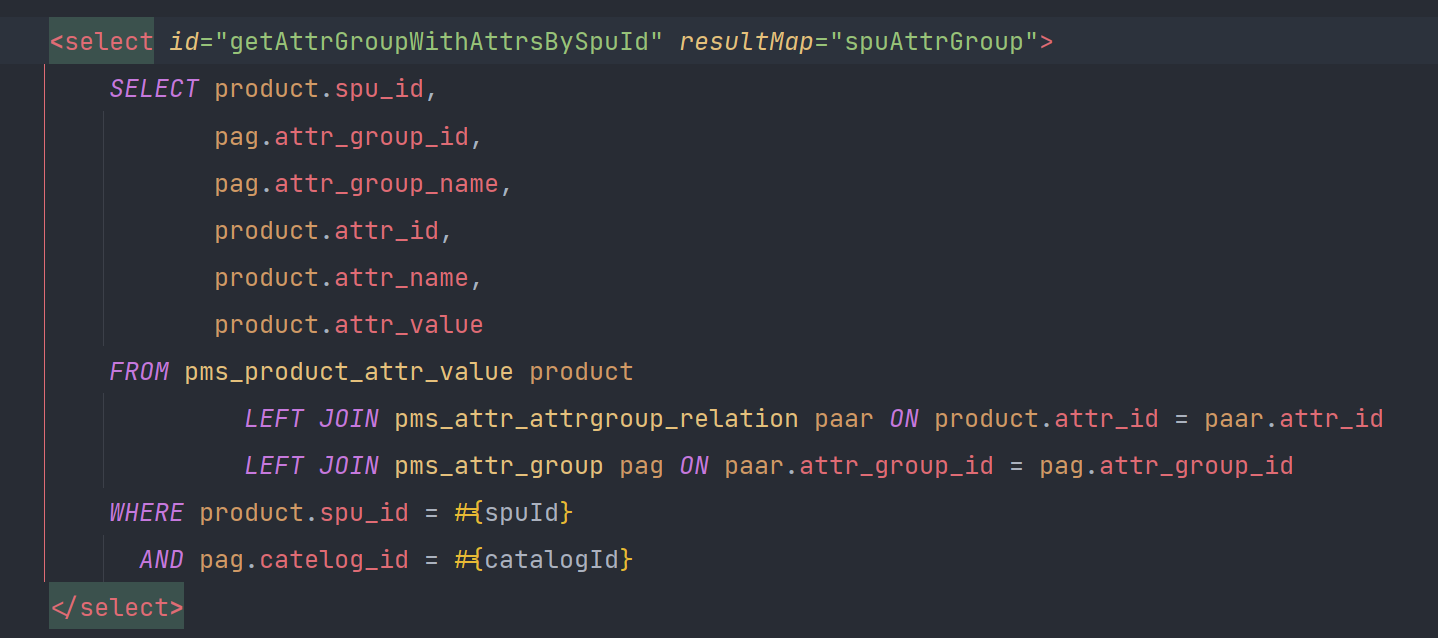 <select id="getAttrGroupWithAttrsBySpuId" resultMap="spuAttrGroup">
SELECT product.spu_id,
pag.attr_group_id,
pag.attr_group_name,
product.attr_id,
product.attr_name,
product.attr_value
FROM pms_product_attr_value product
LEFT JOIN pms_attr_attrgroup_relation paar ON product.attr_id = paar.attr_id
LEFT JOIN pms_attr_group pag ON paar.attr_group_id = pag.attr_group_id
WHERE product.spu_id = #{spuId}
AND pag.catelog_id = #{catalogId}
</select>